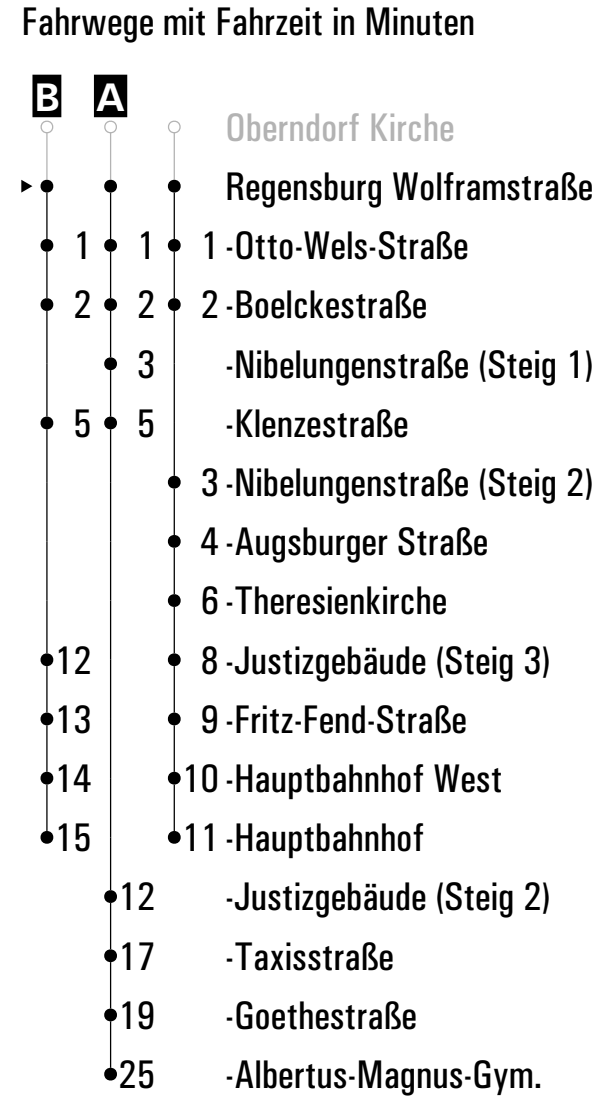 Fahrwege mit Fahrzeit in Minuten
B A
Oberndorf Kirche
Regensburg Wolframstraße
1 1 1 -Otto-Wels-Straße
2 2 2 -Boelckestraße
3 -Nibelungenstraße (Steig 1)
5 5 -Klenzestraße
3 -Nibelungenstraße (Steig 2)
4 -Augsburger Straße
6 -Theresienkirche
12 8 -Justizgebäude (Steig 3)
13 9 -Fritz-Fend-Straße
14 10 -Hauptbahnhof West
15 11 -Hauptbahnhof
12 -Justizgebäude (Steig 2)
17 -Taxisstraße
19 -Goethestraße
25 -Albertus-Magnus-Gym.